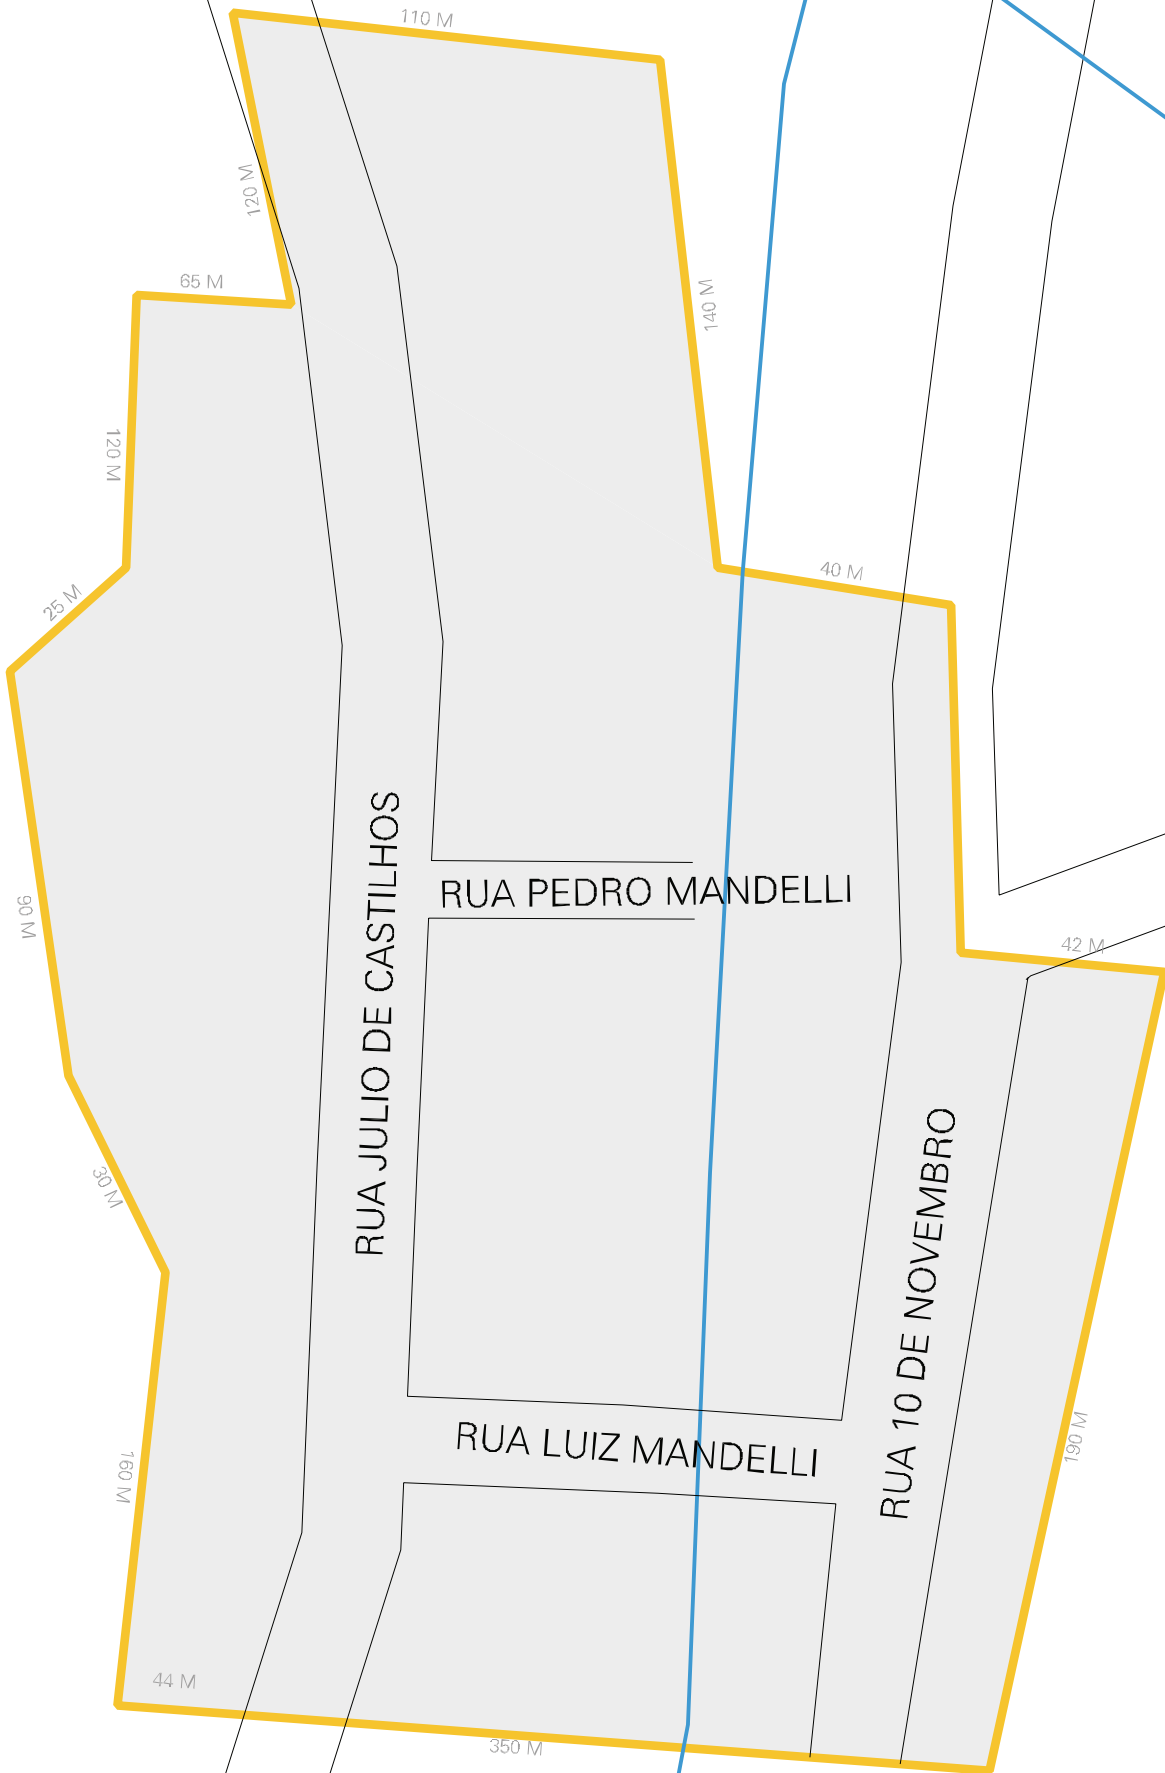 110 M
120 M
65 M
140 M
120 M
40 M
25 M
RUA JULIO DE CASTILHOS
RUA PEDRO MANDELLI
90 M
42 M
30 M
RUA 10 DE NOVEMBRO
RUA LUIZ MANDELLI
160 M
190 M
44 M
350 M